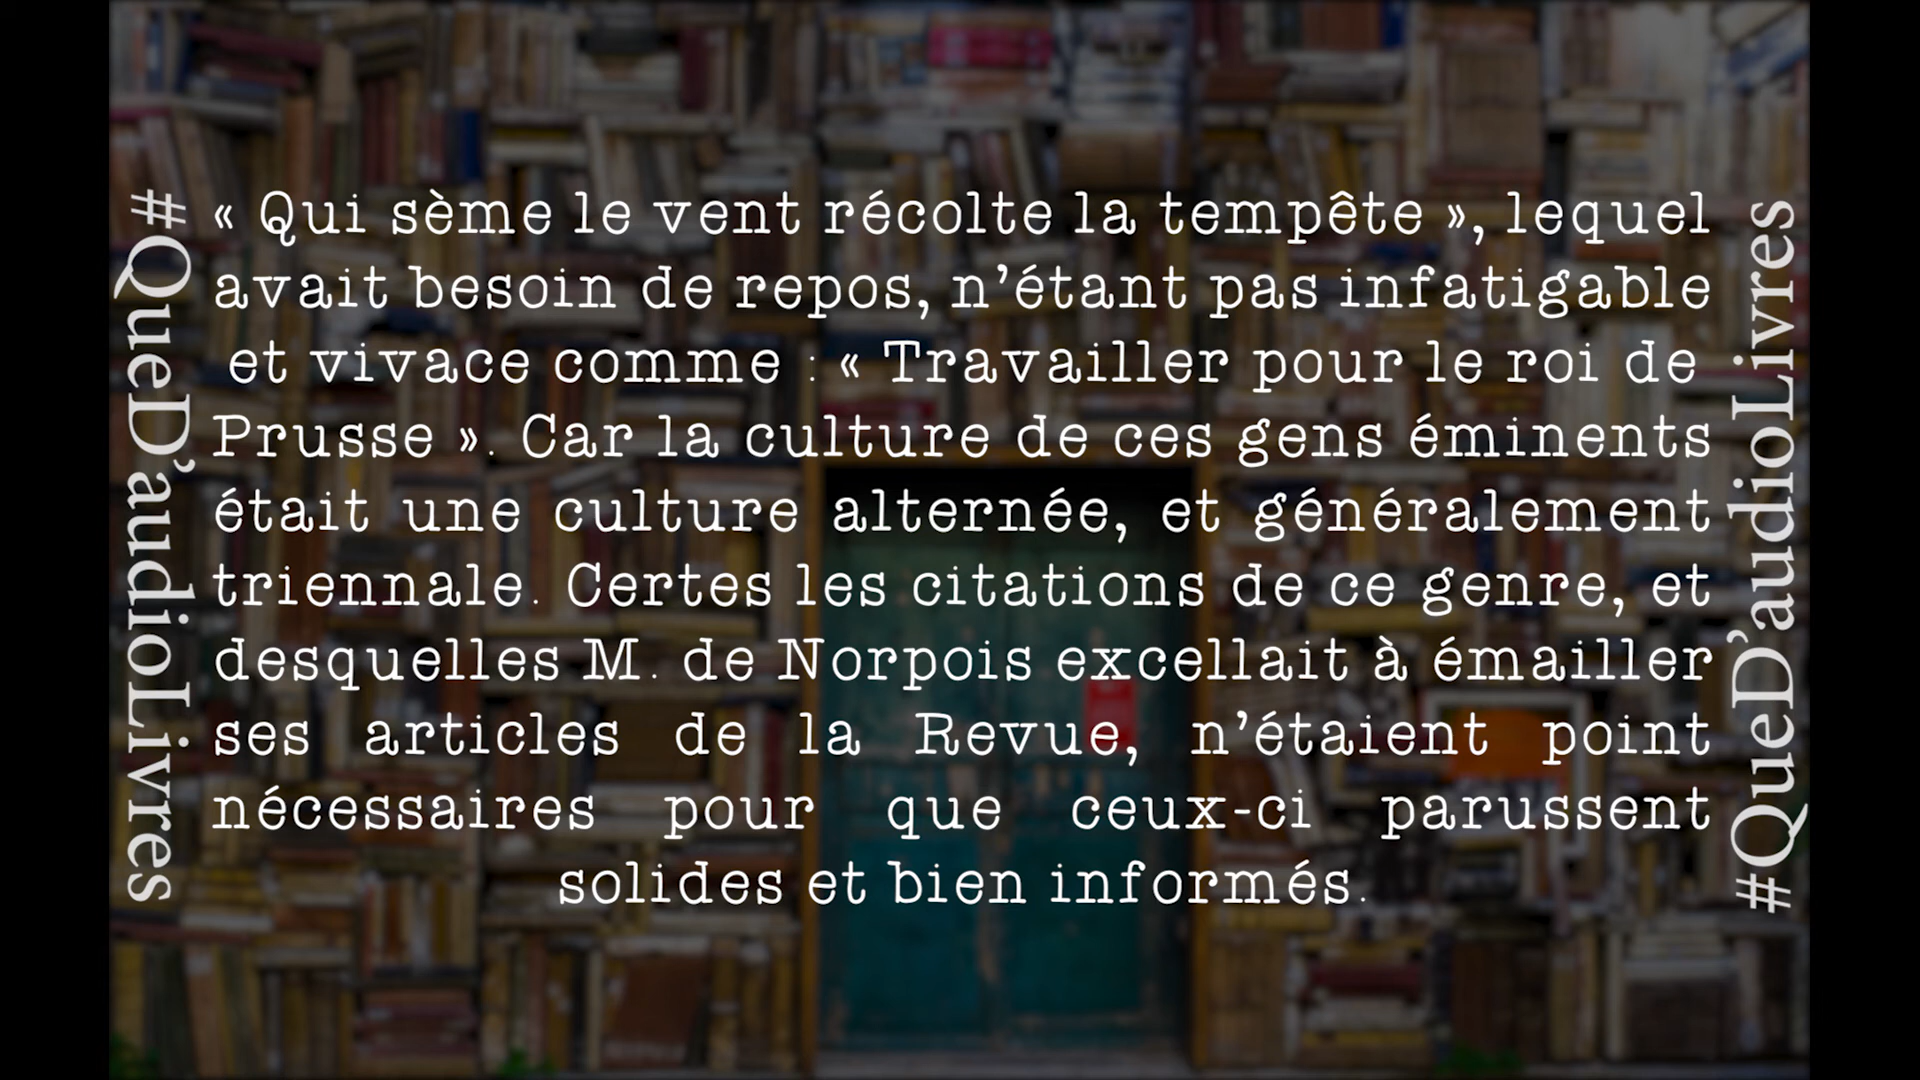 #QueD’audioLivres
« Qui sème le vent récolte la tempête », lequel
avait besoin de repos, n’étant pas infatigable
et vivace comme : « Travailler pour le roi de
Prusse ». Car la culture de ces gens éminents
était une culture alternée, et généralement
triennale. Certes les citations de ce genre, et
desquelles M. de Norpois excellait à émailler
ses articles de la Revue, n’étaient point
nécessaires pour que ceux-ci parussent
solides et bien informés.
#QueD’audioLivres